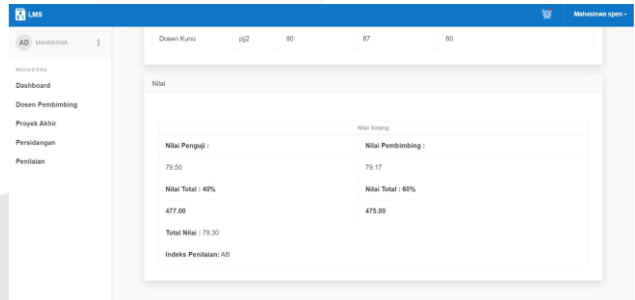 LMS
Mahasiswa spen
AD MAHASISWA
MAHASISWA
Dashboard
Dosen Pembimbing
Proyek Akhir
Persidangan
Penilaian
Dosen Kunu pjj2 80 87 80
Nilai
Nilai Sidang
Nilai Penguji : Nilai Pembimbing :
79.50 79.17
Nilai Total : 40% Nilai Total : 60%
477.00 475.00
Total Nilai : 79.30
Indeks Penilaian: AB